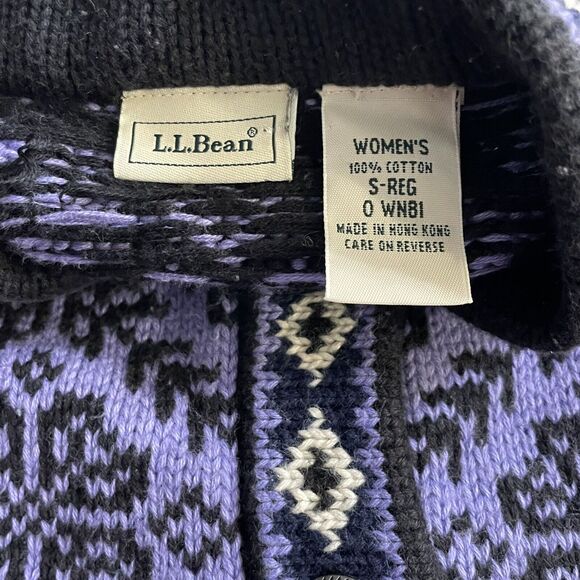 L.L.Bean®
WOMEN'S
100% COTTON
S-REG
0 WN81
MADE IN HONG KONG
CARE ON REVERSE